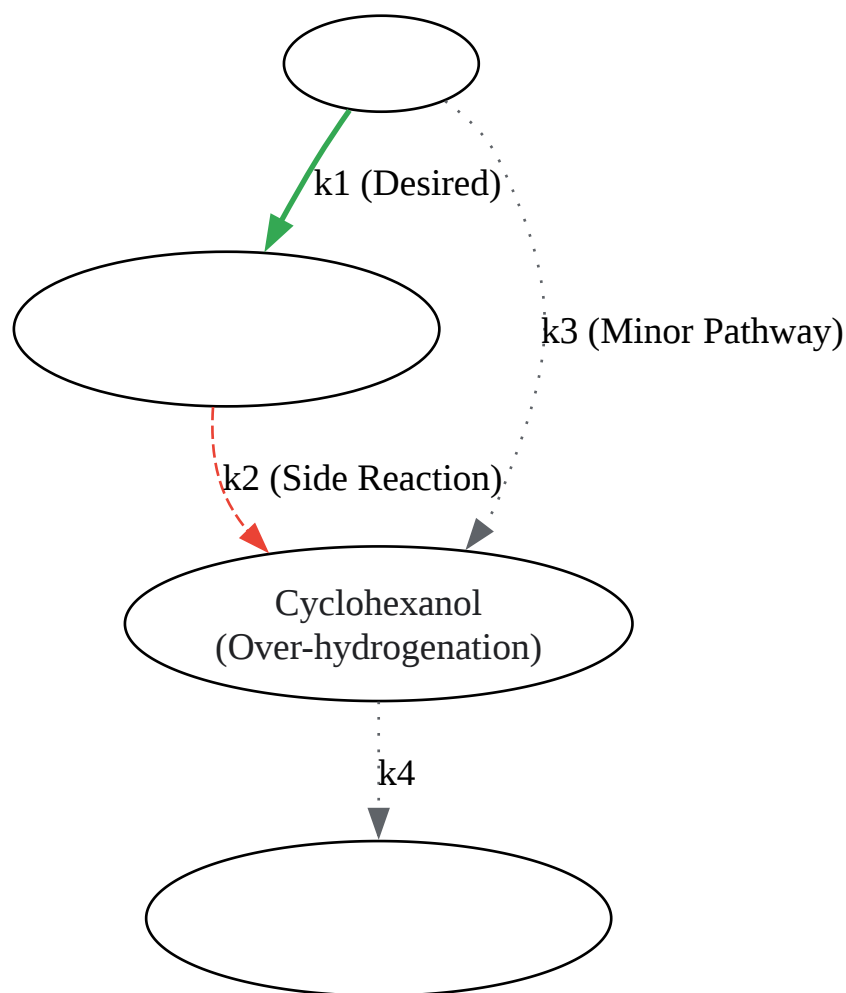 k1 (Desired)
k3 (Minor Pathway)
k2 (Side Reaction)
Cyclohexanol
(Over-hydrogenation)
k4